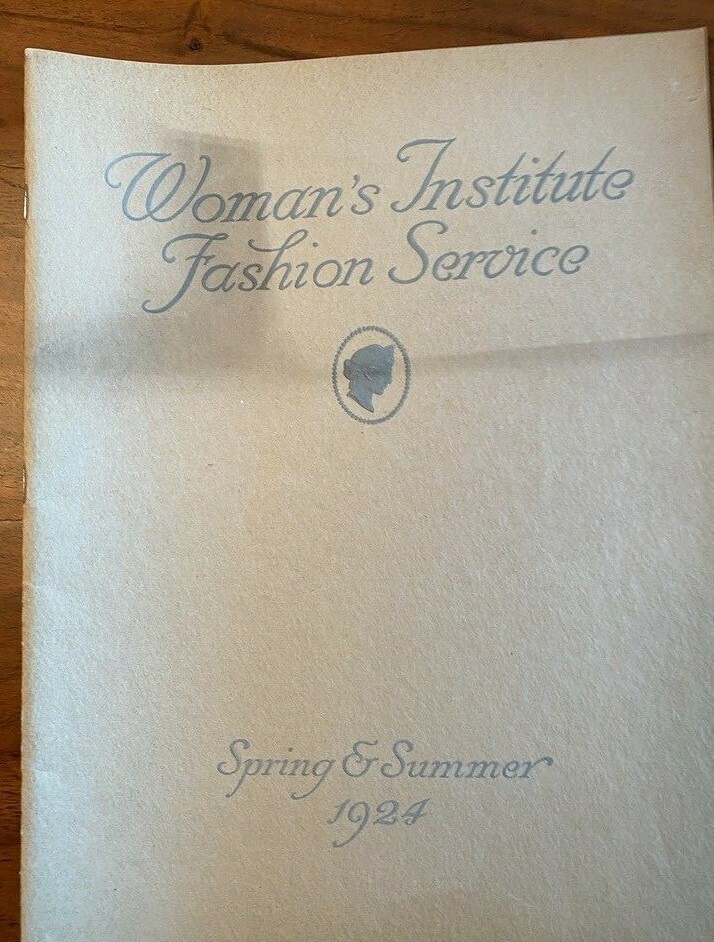 Woman's Institute
Fashion Service
Spring & Summer
1924